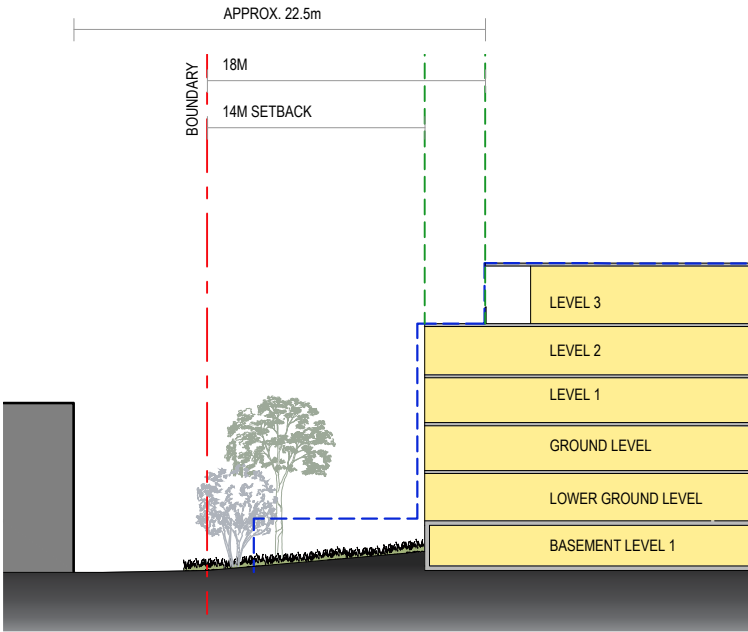 APPROX. 22.5m
BOUNDARY
18M
14M SETBACK
LEVEL 3
LEVEL 2
LEVEL 1
GROUND LEVEL
LOWER GROUND LEVEL
BASEMENT LEVEL 1